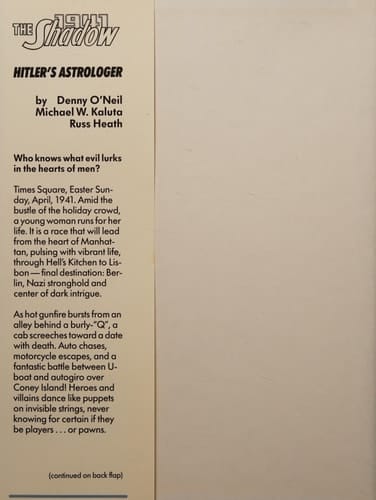 1941
THE Shadow
HITLER'S ASTROLOGER
by Denny O'Neil
Michael W. Kaluta
Russ Heath
Who knows what evil lurks
in the hearts of men?
Times Square, Easter Sun-
day, April, 1941. Amid the
bustle of the holiday crowd,
a young woman runs for her
life. It is a race that will lead
from the heart of Manhat-
tan, pulsing with vibrant life,
through Hell's Kitchen to Lis-
bon—final destination: Ber-
lin, Nazi stronghold and
center of dark intrigue.
As hot gunfire bursts from an
alley behind a burly-"Q", a
cab screeches toward a date
with death. Auto chases,
motorcycle escapes, and a
fantastic battle between U-
boat and autogiro over
Coney Island! Heroes and
villains dance like puppets
on invisible strings, never
knowing for certain if they
be players . . . or pawns.
(continued on back flap)